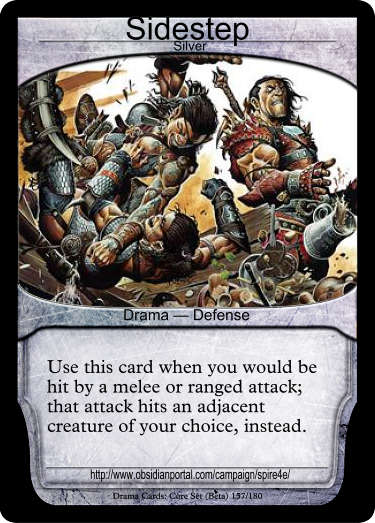 Sidestep
Silver
Drama — Defense
Use this card when you would be
hit by a melee or ranged attack;
that attack hits an adjacent
creature of your choice, instead.
http://www.obsidianportal.com/campaign/spire4e/
Drama Cards: Core Set (Beta) 157/180